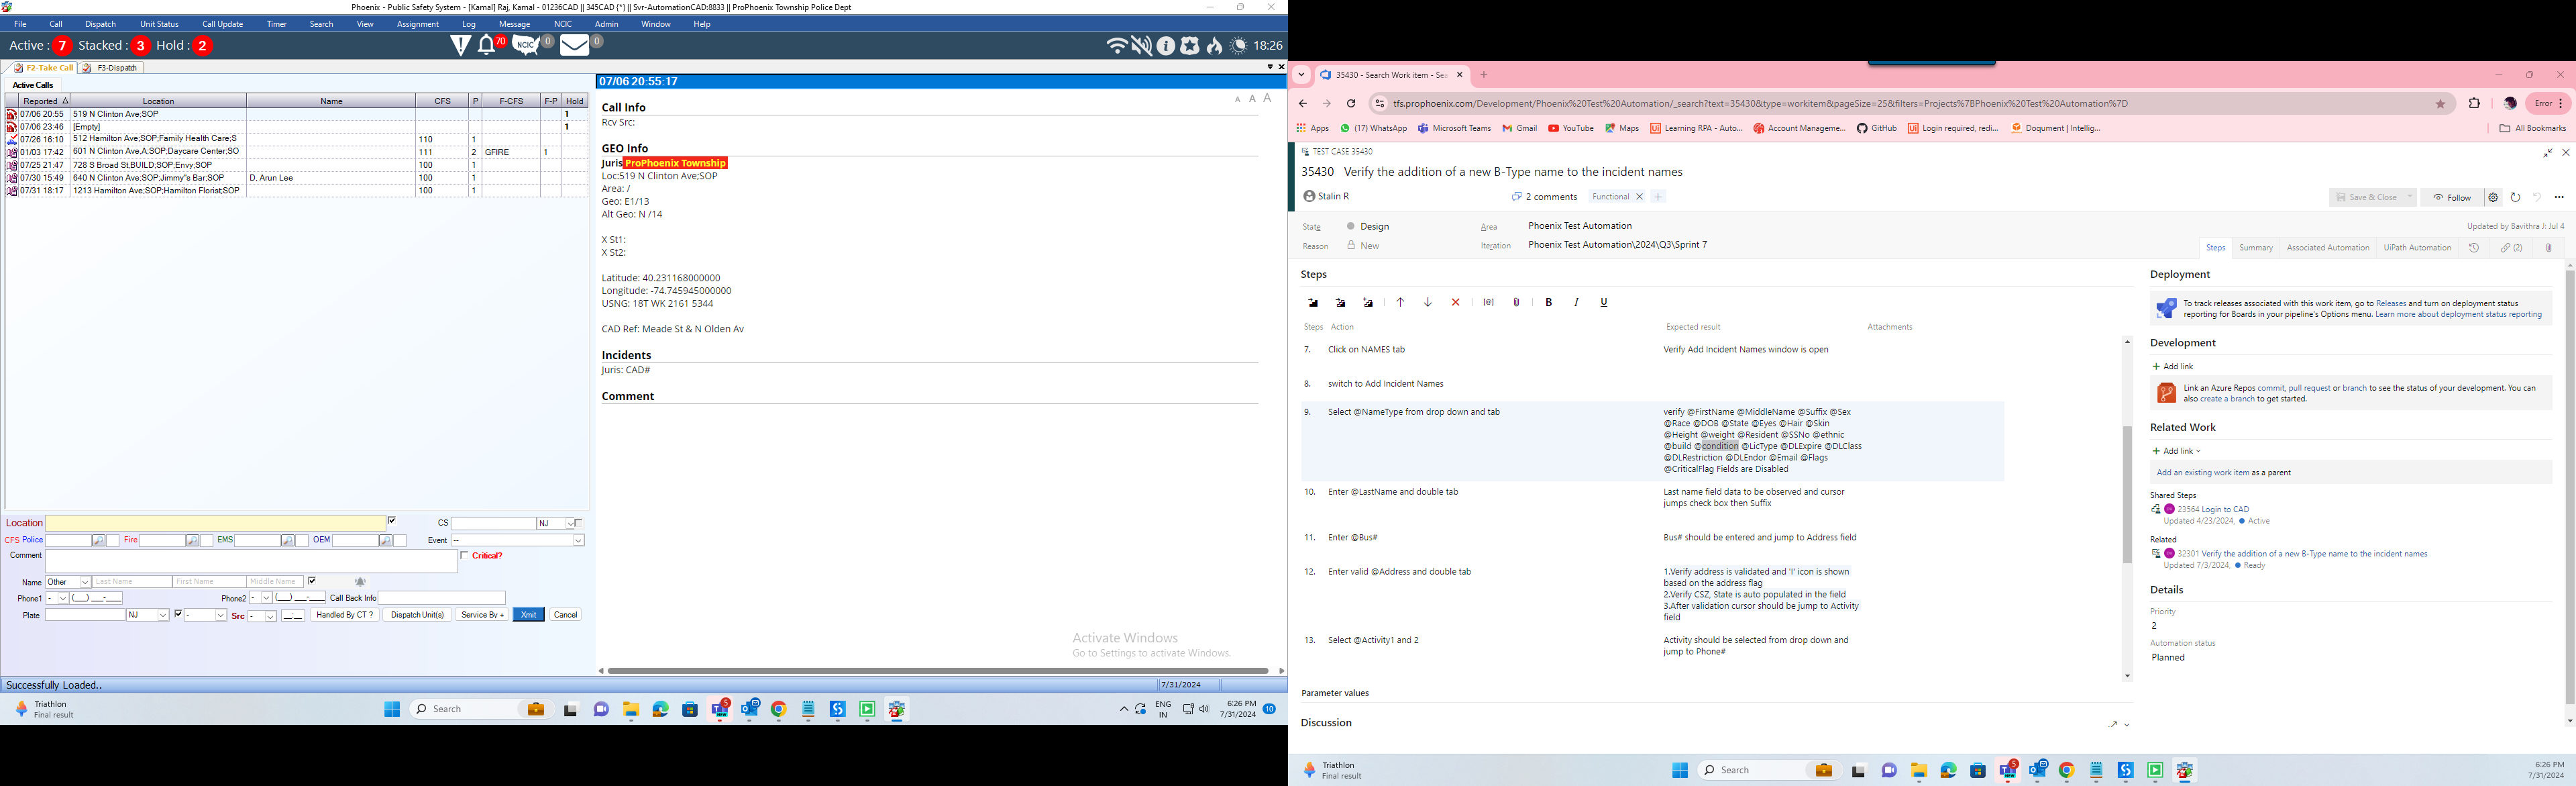 Phoenix - Public Safety System - [Kamal] Raj, Kamal - 01236CAD || 345CAD (*) || Svr-AutomationCAD:8833 || ProPhoenix Township Police Dept
File Call Dispatch Unit Status Call Update Timer Search View Assignment Log Message NCIC Admin Window Help
Active : 7 Stacked : 3 Hold : 2 70 NCIC 0 0 18:26
F2-Take Call F3-Dispatch
Active Calls
Reported Location Name CFS P F-CFS F-P Hold
07/06 20:55 519 N Clinton Ave;SOP 1
07/06 23:46 [Empty] 1
07/26 16:10 512 Hamilton Ave;SOP;Family Health Care;S 110 1
01/03 17:42 601 N Clinton Ave,A;SOP;Daycare Center;SO 111 2 GFIRE 1
07/25 21:47 728 S Broad St,BUILD;SOP;Envy;SOP 100 1
07/30 15:49 640 N Clinton Ave;SOP;Jimmy"s Bar;SOP D. Arun Lee 100 1
07/31 18:17 1213 Hamilton Ave;SOP;Hamilton Florist;SOP 100 1
Location CS NJ
CFS Police Fire EMS OEM Event --
Comment Critical?
Name Other Last Name First Name Middle Name
Phone1 - (___) ___-____ Phone2 - (___) ___-____ Call Back Info
Plate NJ - Src - __:__ Handled By CT ? Dispatch Unit(s) Service By + Xmit Cancel
07/06 20:55:17
A A A
Call Info
Rcv Src:
GEO Info
Juris ProPhoenix Township
Loc:519 N Clinton Ave;SOP
Area: /
Geo: E1/13
Alt Geo: N /14
X St1:
X St2:
Latitude: 40.231168000000
Longitude: -74.745945000000
USNG: 18T WK 2161 5344
CAD Ref: Meade St & N Olden Av
Incidents
Juris: CAD#
Comment
Activate Windows
Go to Settings to activate Windows.
Successfully Loaded.. 7/31/2024
Triathlon
Final result
Search
5
ENG
IN
6:26 PM
7/31/2024
10
35430 - Search Work item - Sea
tfs.prophoenix.com/Development/Phoenix%20Test%20Automation/_search?text=35430&type=workitem&pageSize=25&filters=Projects%7BPhoenix%20Test%20Automation%7D
Error
Apps (17) WhatsApp Microsoft Teams Gmail YouTube Maps Learning RPA - Auto... Account Manageme... GitHub Login required, redi... Doqument | Intellig... All Bookmarks
TEST CASE 35430
35430 Verify the addition of a new B-Type name to the incident names
Stalin R 2 comments Functional Save & Close Follow
State Design Area Phoenix Test Automation Updated by Bavithra J: Jul 4
Reason New Iteration Phoenix Test Automation\2024\Q3\Sprint 7
Steps Summary Associated Automation UiPath Automation (2)
Steps
B I U
Steps Action Expected result Attachments
7. Click on NAMES tab Verify Add Incident Names window is open
8. switch to Add Incident Names
9. Select @NameType from drop down and tab verify @FirstName @MiddleName @Suffix @Sex
@Race @DOB @State @Eyes @Hair @Skin
@Height @weight @Resident @SSNo @ethnic
@build @condition @LicType @DLExpire @DLClass
@DLRestriction @DLEndor @Email @Flags
@CriticalFlag Fields are Disabled
10. Enter @LastName and double tab Last name field data to be observed and cursor
jumps check box then Suffix
11. Enter @Bus# Bus# should be entered and jump to Address field
12. Enter valid @Address and double tab 1.Verify address is validated and 'I' icon is shown
based on the address flag
2.Verify CSZ, State is auto populated in the field
3.After validation cursor should be jump to Activity
field
13. Select @Activity1 and 2 Activity should be selected from drop down and
jump to Phone#
Parameter values
Discussion
Deployment
To track releases associated with this work item, go to Releases and turn on deployment status
reporting for Boards in your pipeline's Options menu. Learn more about deployment status reporting
Development
+ Add link
Link an Azure Repos commit, pull request or branch to see the status of your development. You can
also create a branch to get started.
Related Work
+ Add link
Add an existing work item as a parent
Shared Steps
23564 Login to CAD
Updated 4/23/2024, Active
Related
32301 Verify the addition of a new B-Type name to the incident names
Updated 7/3/2024, Ready
Details
Priority
2
Automation status
Planned
Triathlon
Final result
Search
5
6:26 PM
7/31/2024